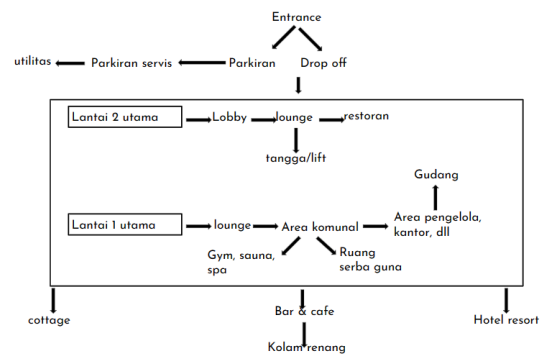 Entrance
utilitas
Parkiran servis
Parkiran
Drop off
Lantai 2 utama
Lobby
lounge
restoran
tangga/lift
Gudang
Lantai 1 utama
lounge
Area komunal
Area pengelola,
kantor, dll
Gym, sauna,
spa
Ruang
serba guna
cottage
Bar & cafe
Hotel resort
Kolam renang